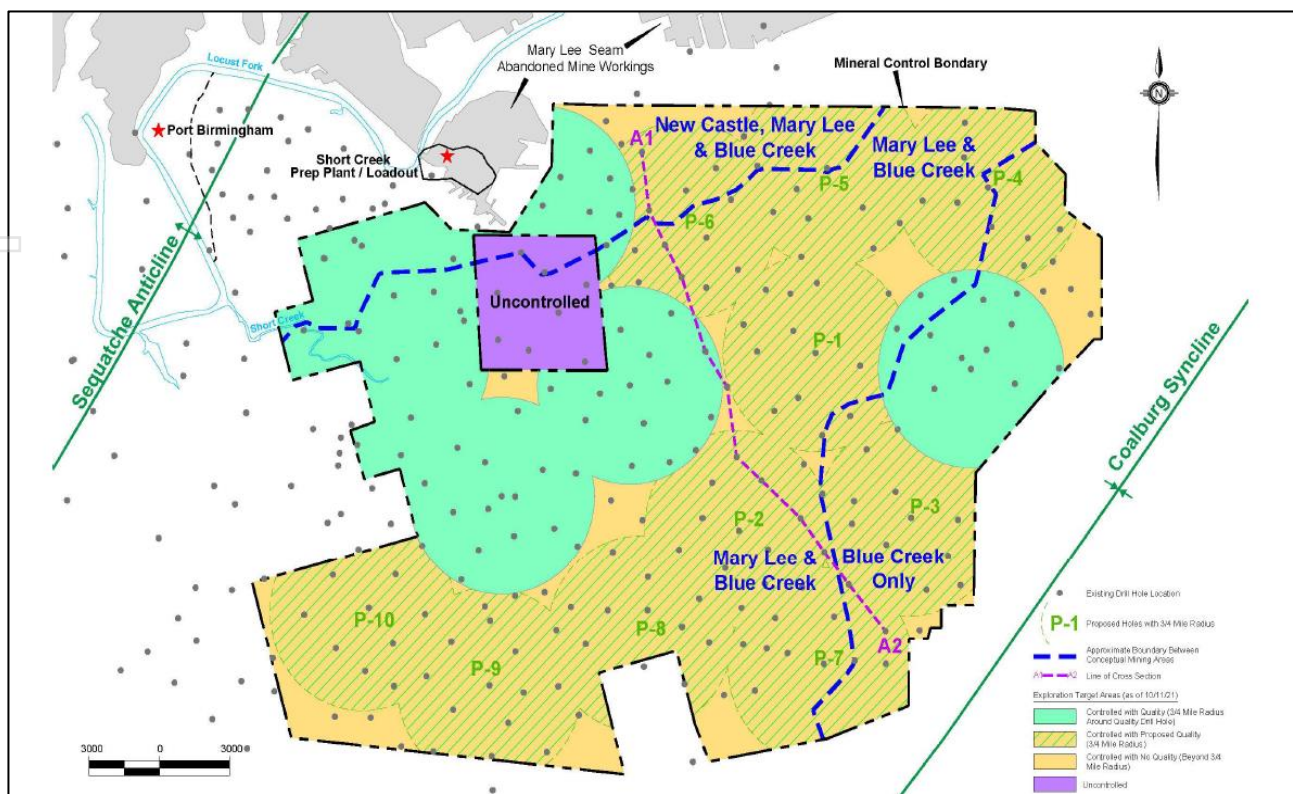 Locust Fork
Port Birmingham
Short Creek
Prep Plant / Loadout
Mary Lee Seam
Abandoned Mine Workings
Mineral Control Bondary
N
A1
New Castle, Mary Lee
& Blue Creek
Mary Lee &
Blue Creek
P-5
P-4
P-6
Uncontrolled
Sequatche Anticline
Short Creek
P-1
Coalburg Syncline
P-2
P-3
Mary Lee &
Blue Creek
Blue Creek
Only
P-10
P-8
P-9
P-7
A2
3000
0
3000
Existing Drill Hole Location
P-1
Proposed Holes with 3/4 Mile Radius
Approximate Boundary Between
Conceptual Mining Areas
A1
A2
Line of Cross Section
Exploration Target Areas (as of 10/11/21)
Controlled with Quality (3/4 Mile Radius
Around Quality Drill Hole)
Controlled with Proposed Quality
(3/4 Mile Radius)
Controlled with No Quality (Beyond 3/4
Mile Radius)
Uncontrolled